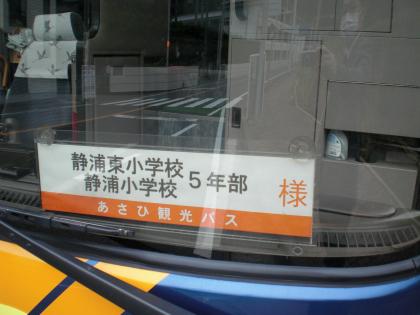 静浦東小学校
静浦小学校 5年部 様
あさひ観光バス